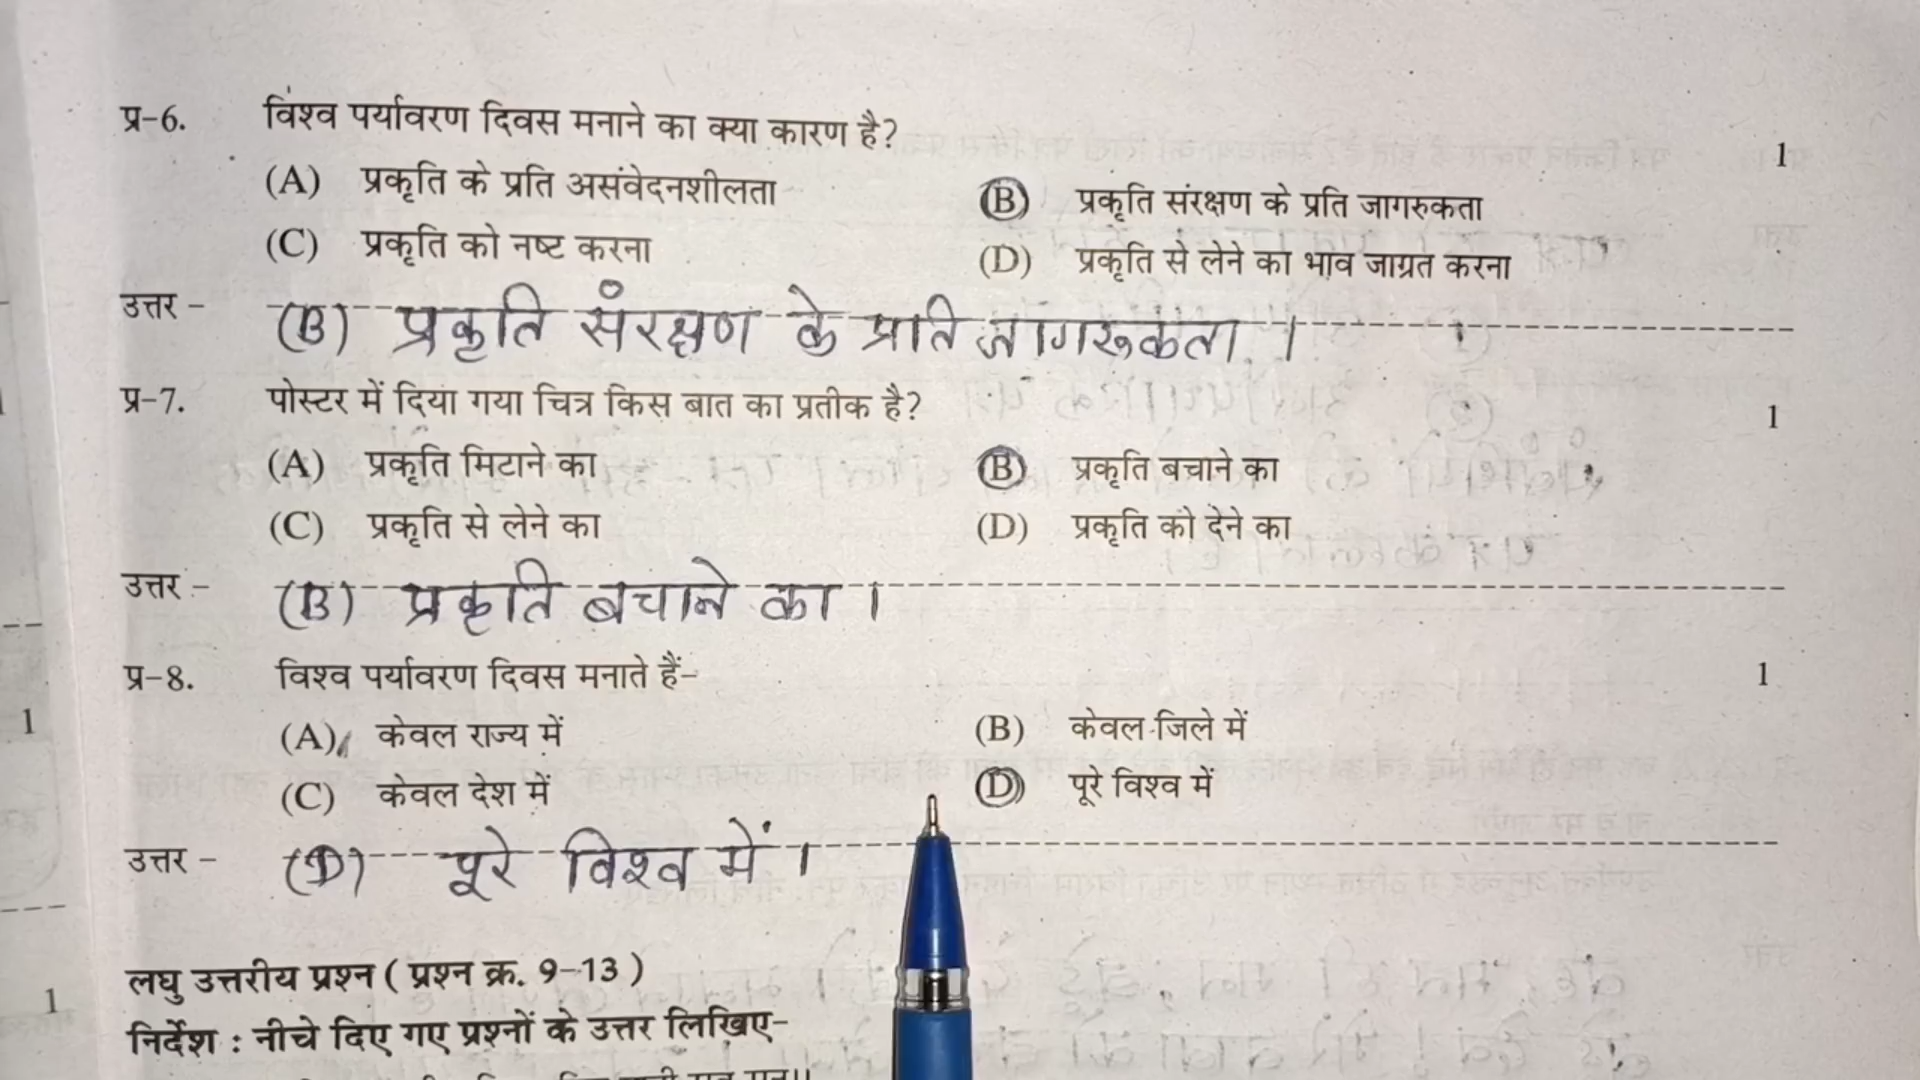 प्र-6. विश्व पर्यावरण दिवस मनाने का क्या कारण है? 1
(A) प्रकृति के प्रति असंवेदनशीलता (B) प्रकृति संरक्षण के प्रति जागरुकता
(C) प्रकृति को नष्ट करना (D) प्रकृति से लेने का भाव जाग्रत करना
उत्तर - (B) प्रकृति संरक्षण के प्रति जागरूकता ।
प्र-7. पोस्टर में दिया गया चित्र किस बात का प्रतीक है? 1
(A) प्रकृति मिटाने का (B) प्रकृति बचाने का
(C) प्रकृति से लेने का (D) प्रकृति को देने का
उत्तर - (B) प्रकृति बचाने का ।
प्र-8. विश्व पर्यावरण दिवस मनाते हैं- 1
(A) केवल राज्य में (B) केवल जिले में
1
(C) केवल देश में (D) पूरे विश्व में
उत्तर - (D) पूरे विश्व में ।
लघु उत्तरीय प्रश्न ( प्रश्न क्र. 9-13 )
1
निर्देश : नीचे दिए गए प्रश्नों के उत्तर लिखिए-